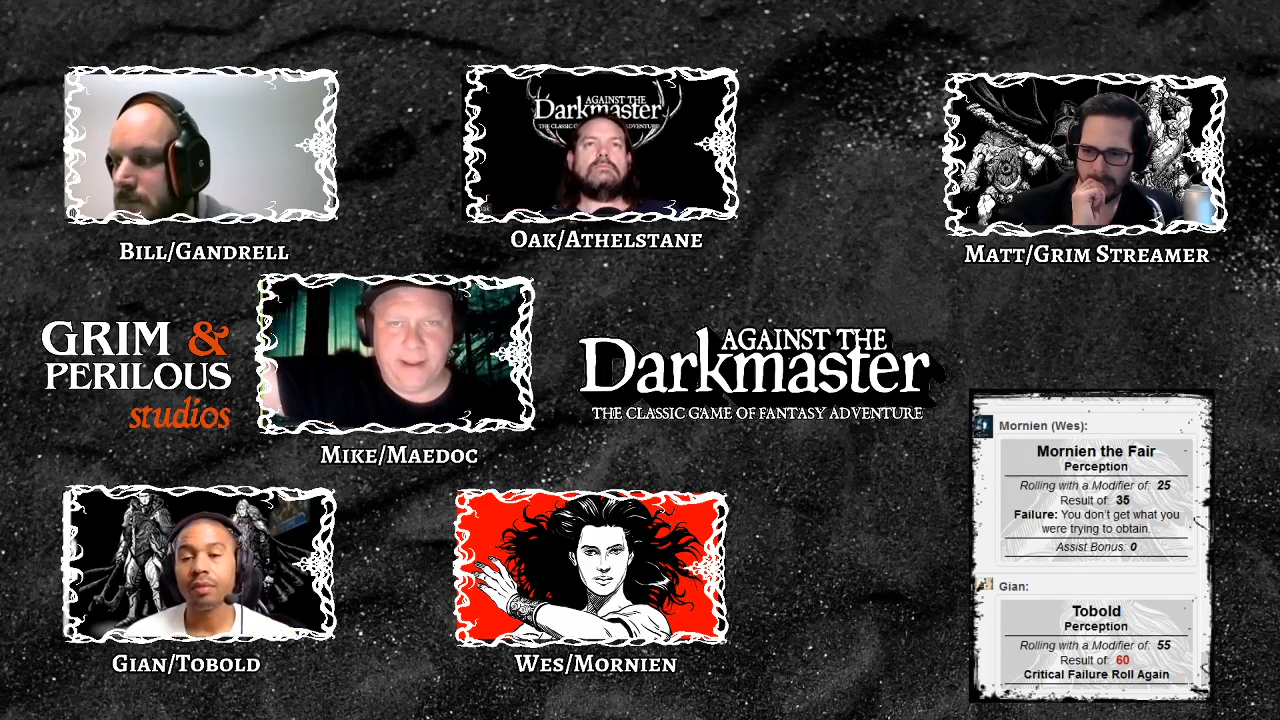 AGAINST THE
Darkmaster
Bill/Gandrell
Oak/Athelstane
Matt/Grim Streamer
GRIM &
PERILOUS
studios
Mike/Maedoc
AGAINST THE
Darkmaster
THE CLASSIC GAME OF FANTASY ADVENTURE
Mornien (Wes):
Mornien the Fair
Perception
Rolling with a Modifier of: 25
Result of: 35
Failure: You don't get what you
were trying to obtain.
Assist Bonus: 0
Gian:
Tobold
Perception
Rolling with a Modifier of: 55
Result of: 60
Critical Failure Roll Again
Gian/Tobold
Wes/Mornien